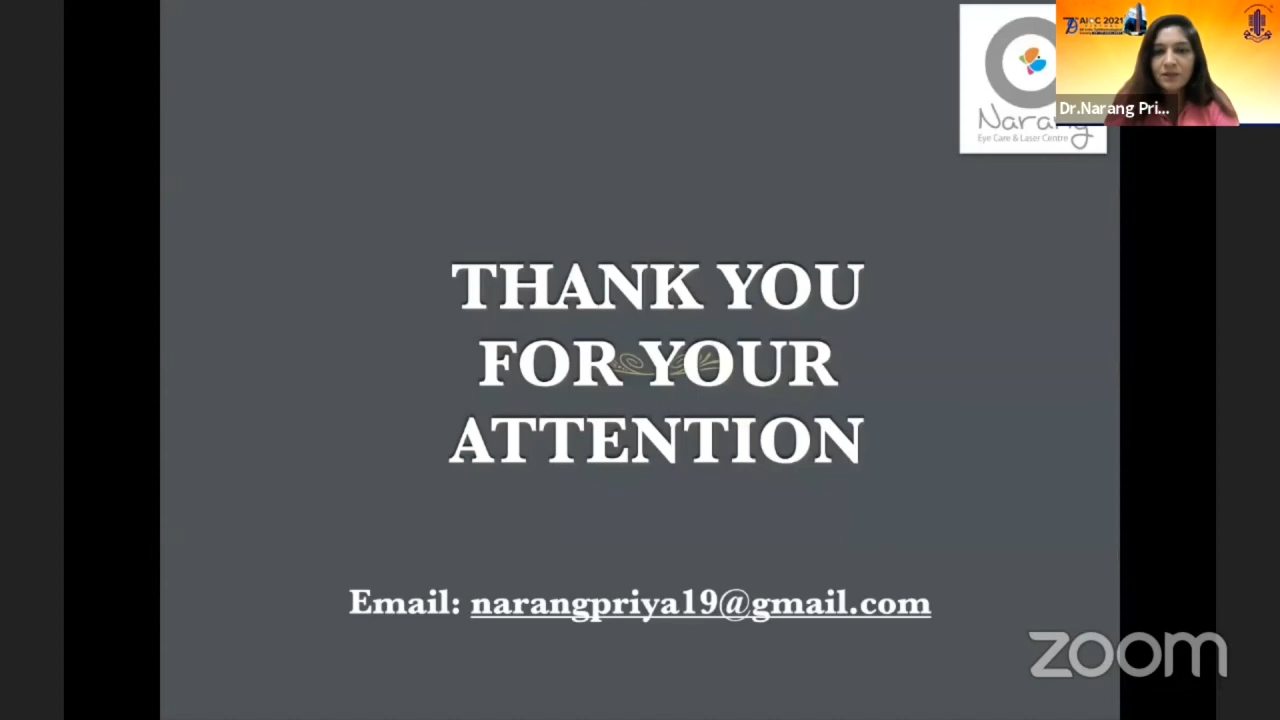 AIOC 2021
Dr.Narang Pri...
Narang
Eye Care & Laser Centre
THANK YOU
FOR YOUR
ATTENTION
Email: narangpriya19@gmail.com
zoom